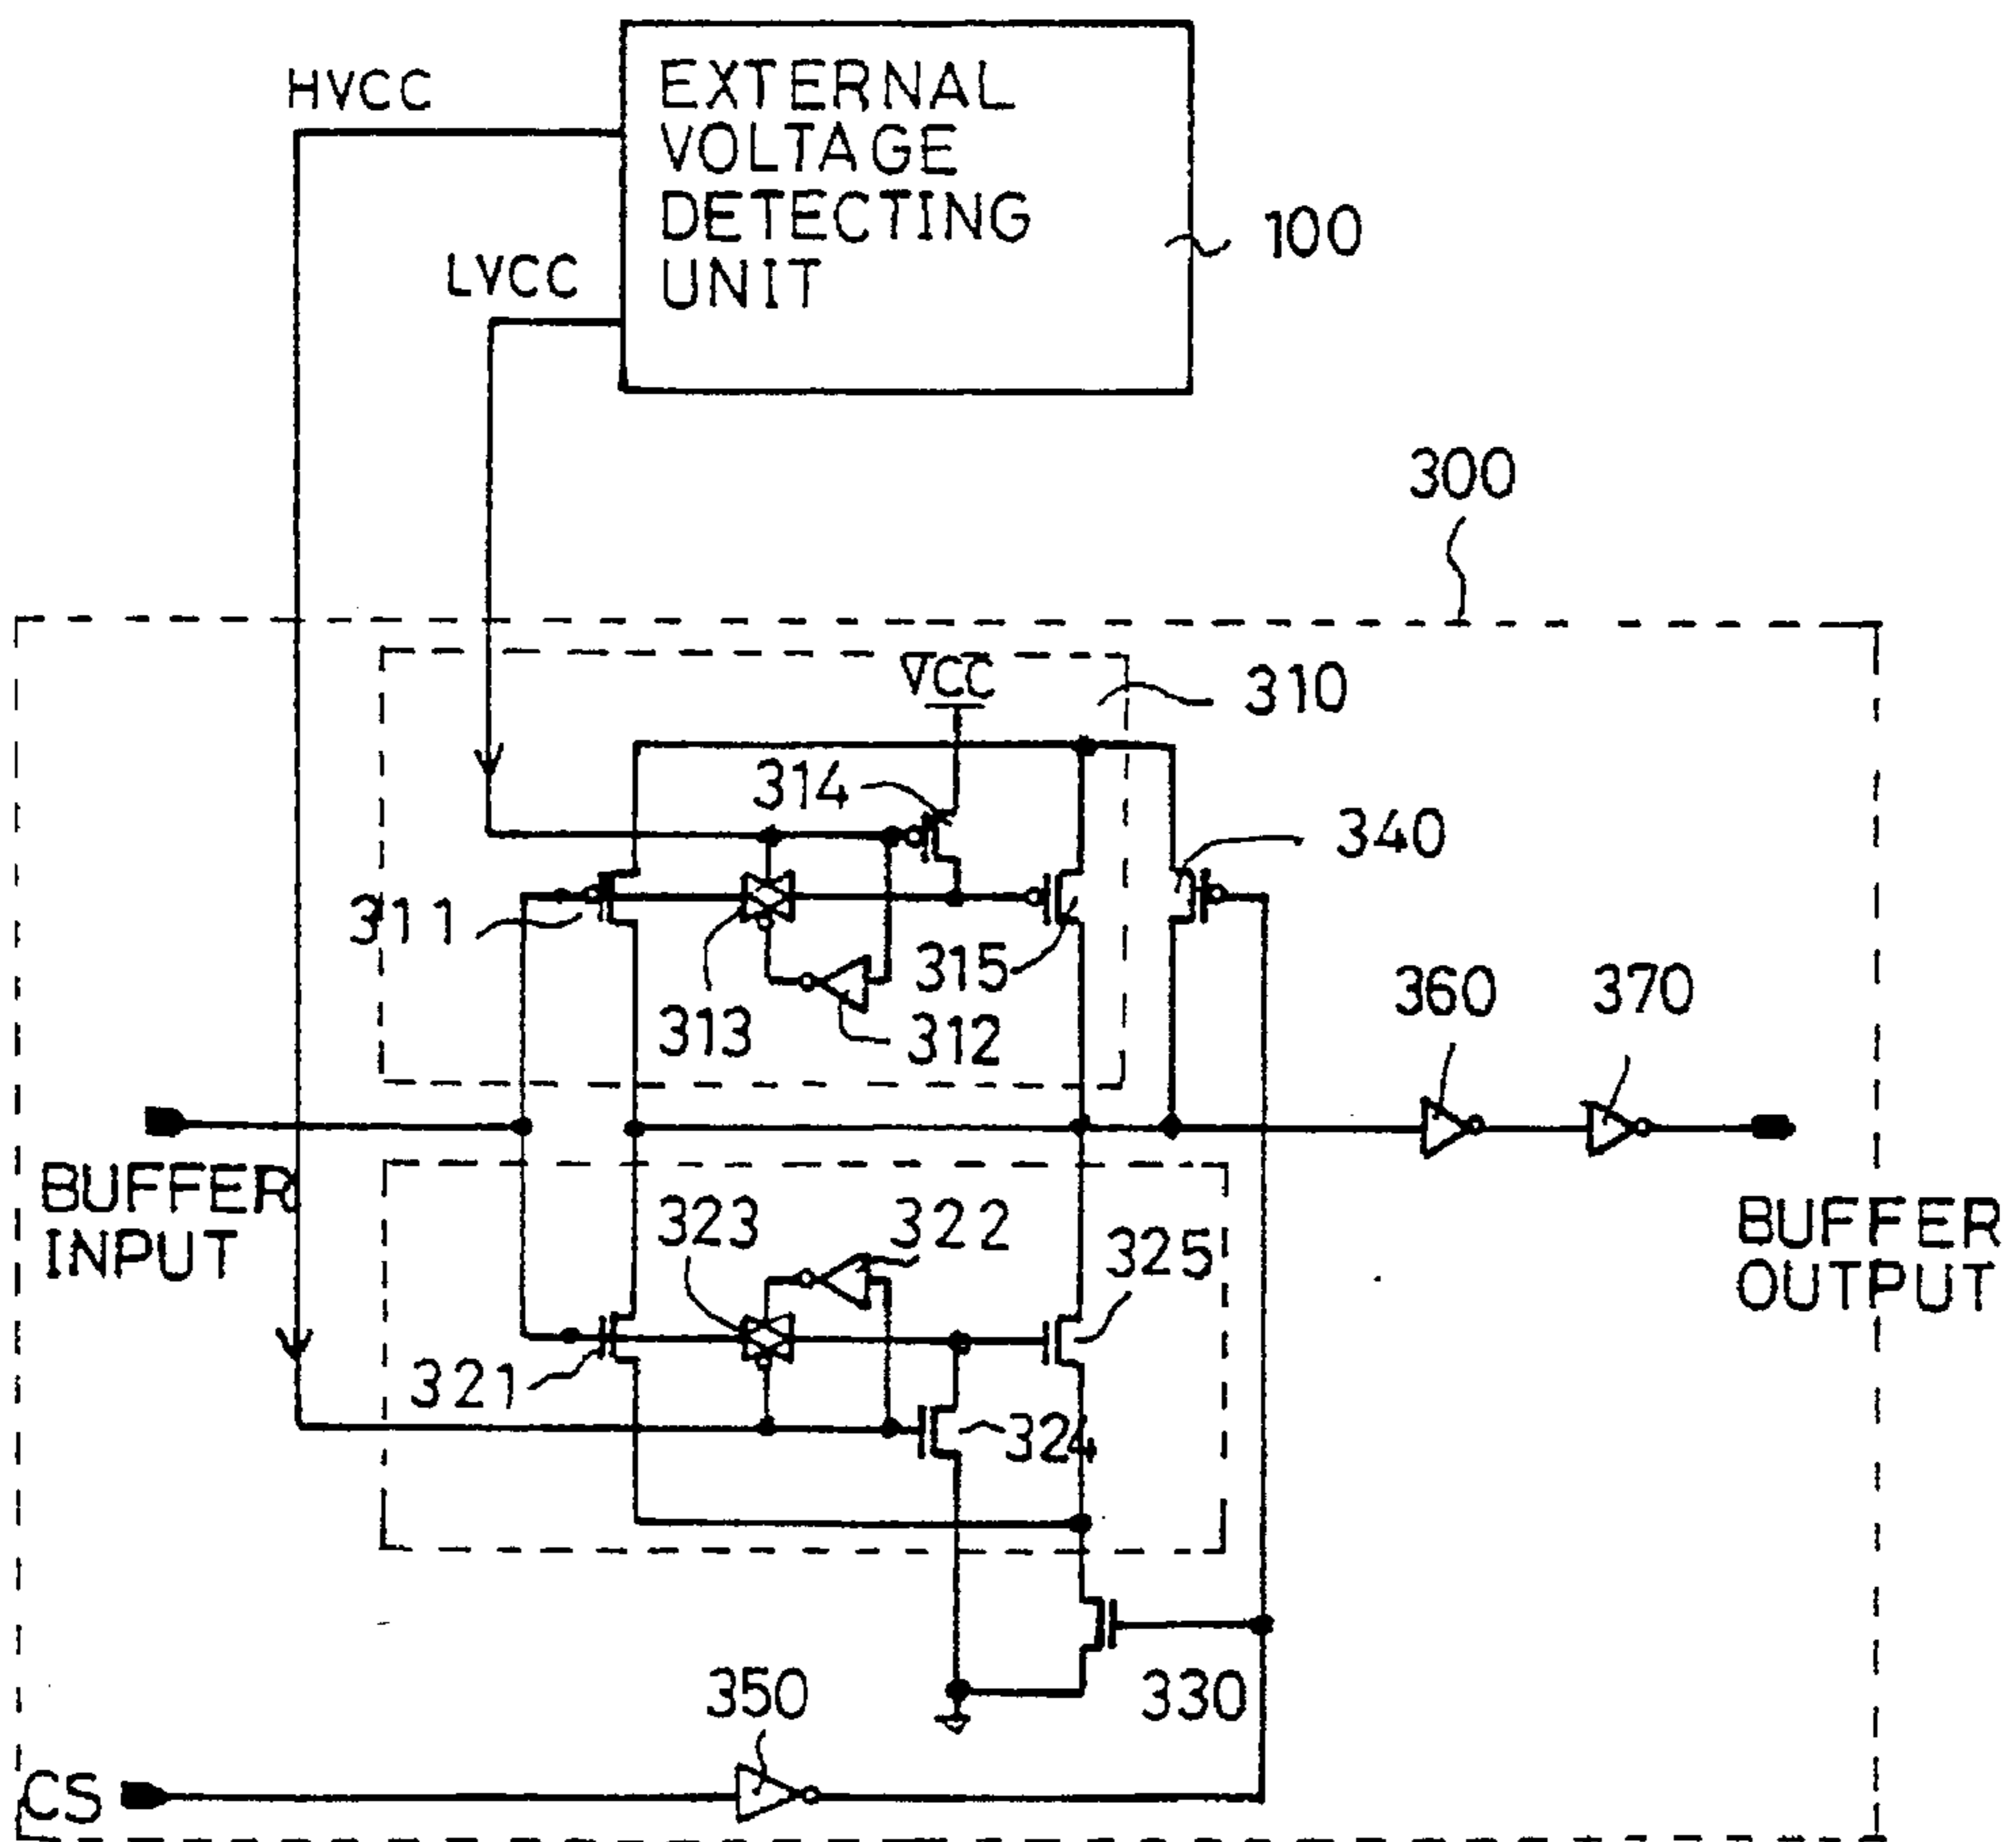 HVCC
EXTERNAL
VOLTAGE
DETECTING
UNIT
100
LVCC
300
VCC
310
314
340
311
315
313
312
360
370
BUFFER
INPUT
323
322
325
BUFFER
OUTPUT
321
324
350
330
CS